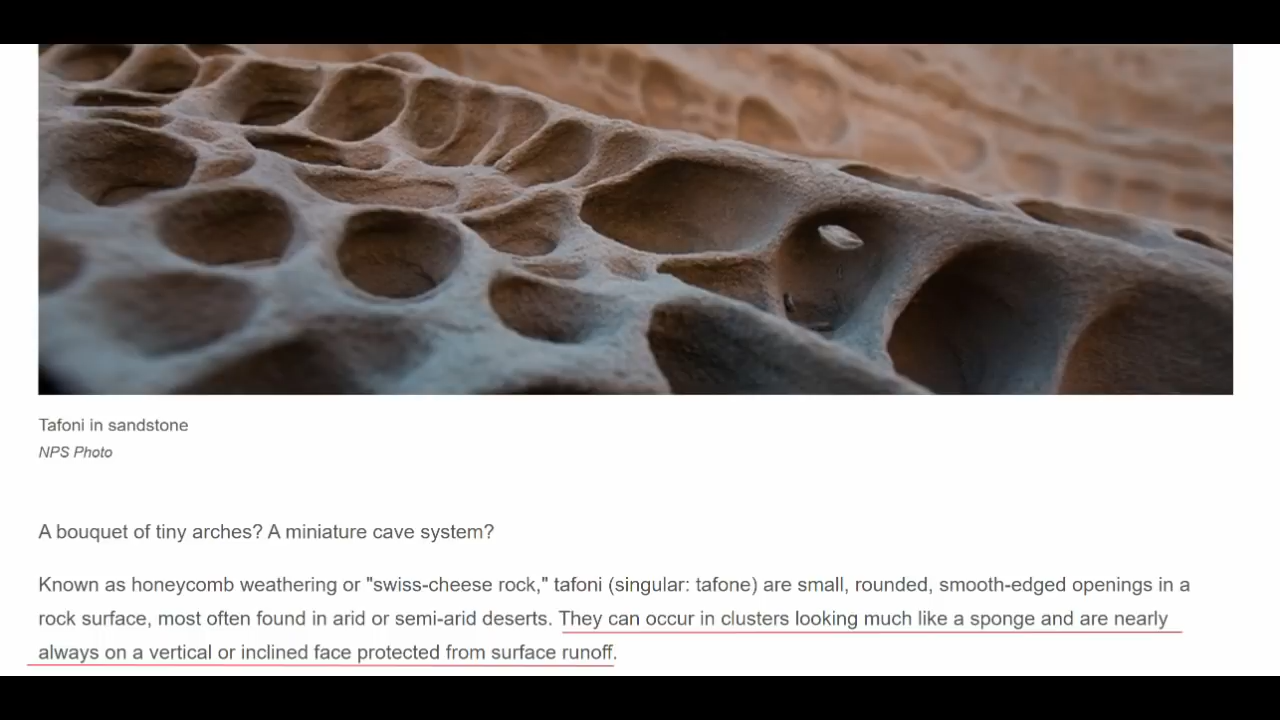 Tafoni in sandstone
NPS Photo
A bouquet of tiny arches? A miniature cave system?
Known as honeycomb weathering or "swiss-cheese rock," tafoni (singular: tafone) are small, rounded, smooth-edged openings in a
rock surface, most often found in arid or semi-arid deserts. They can occur in clusters looking much like a sponge and are nearly
always on a vertical or inclined face protected from surface runoff.